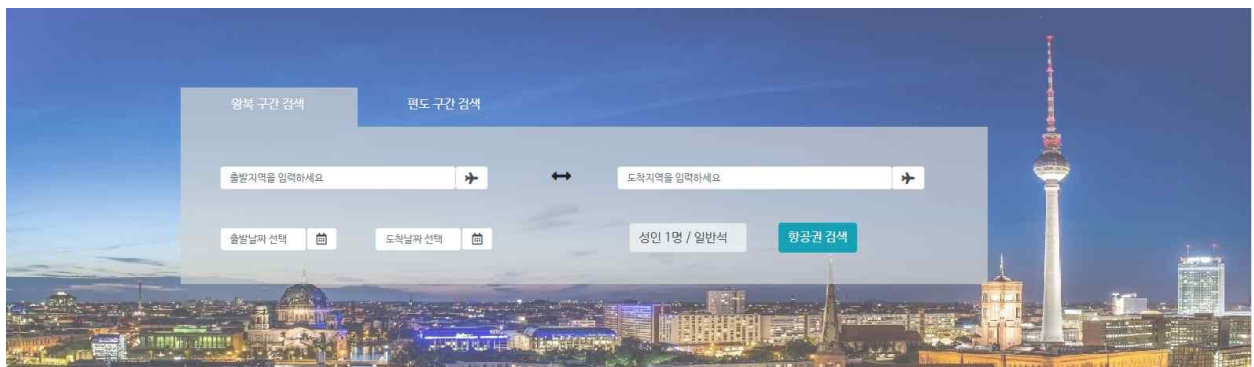 왕복 구간 검색
편도 구간 검색
출발지역을 입력하세요
도착지역을 입력하세요
출발날짜 선택
도착날짜 선택
성인 1명 / 일반석
항공권 검색